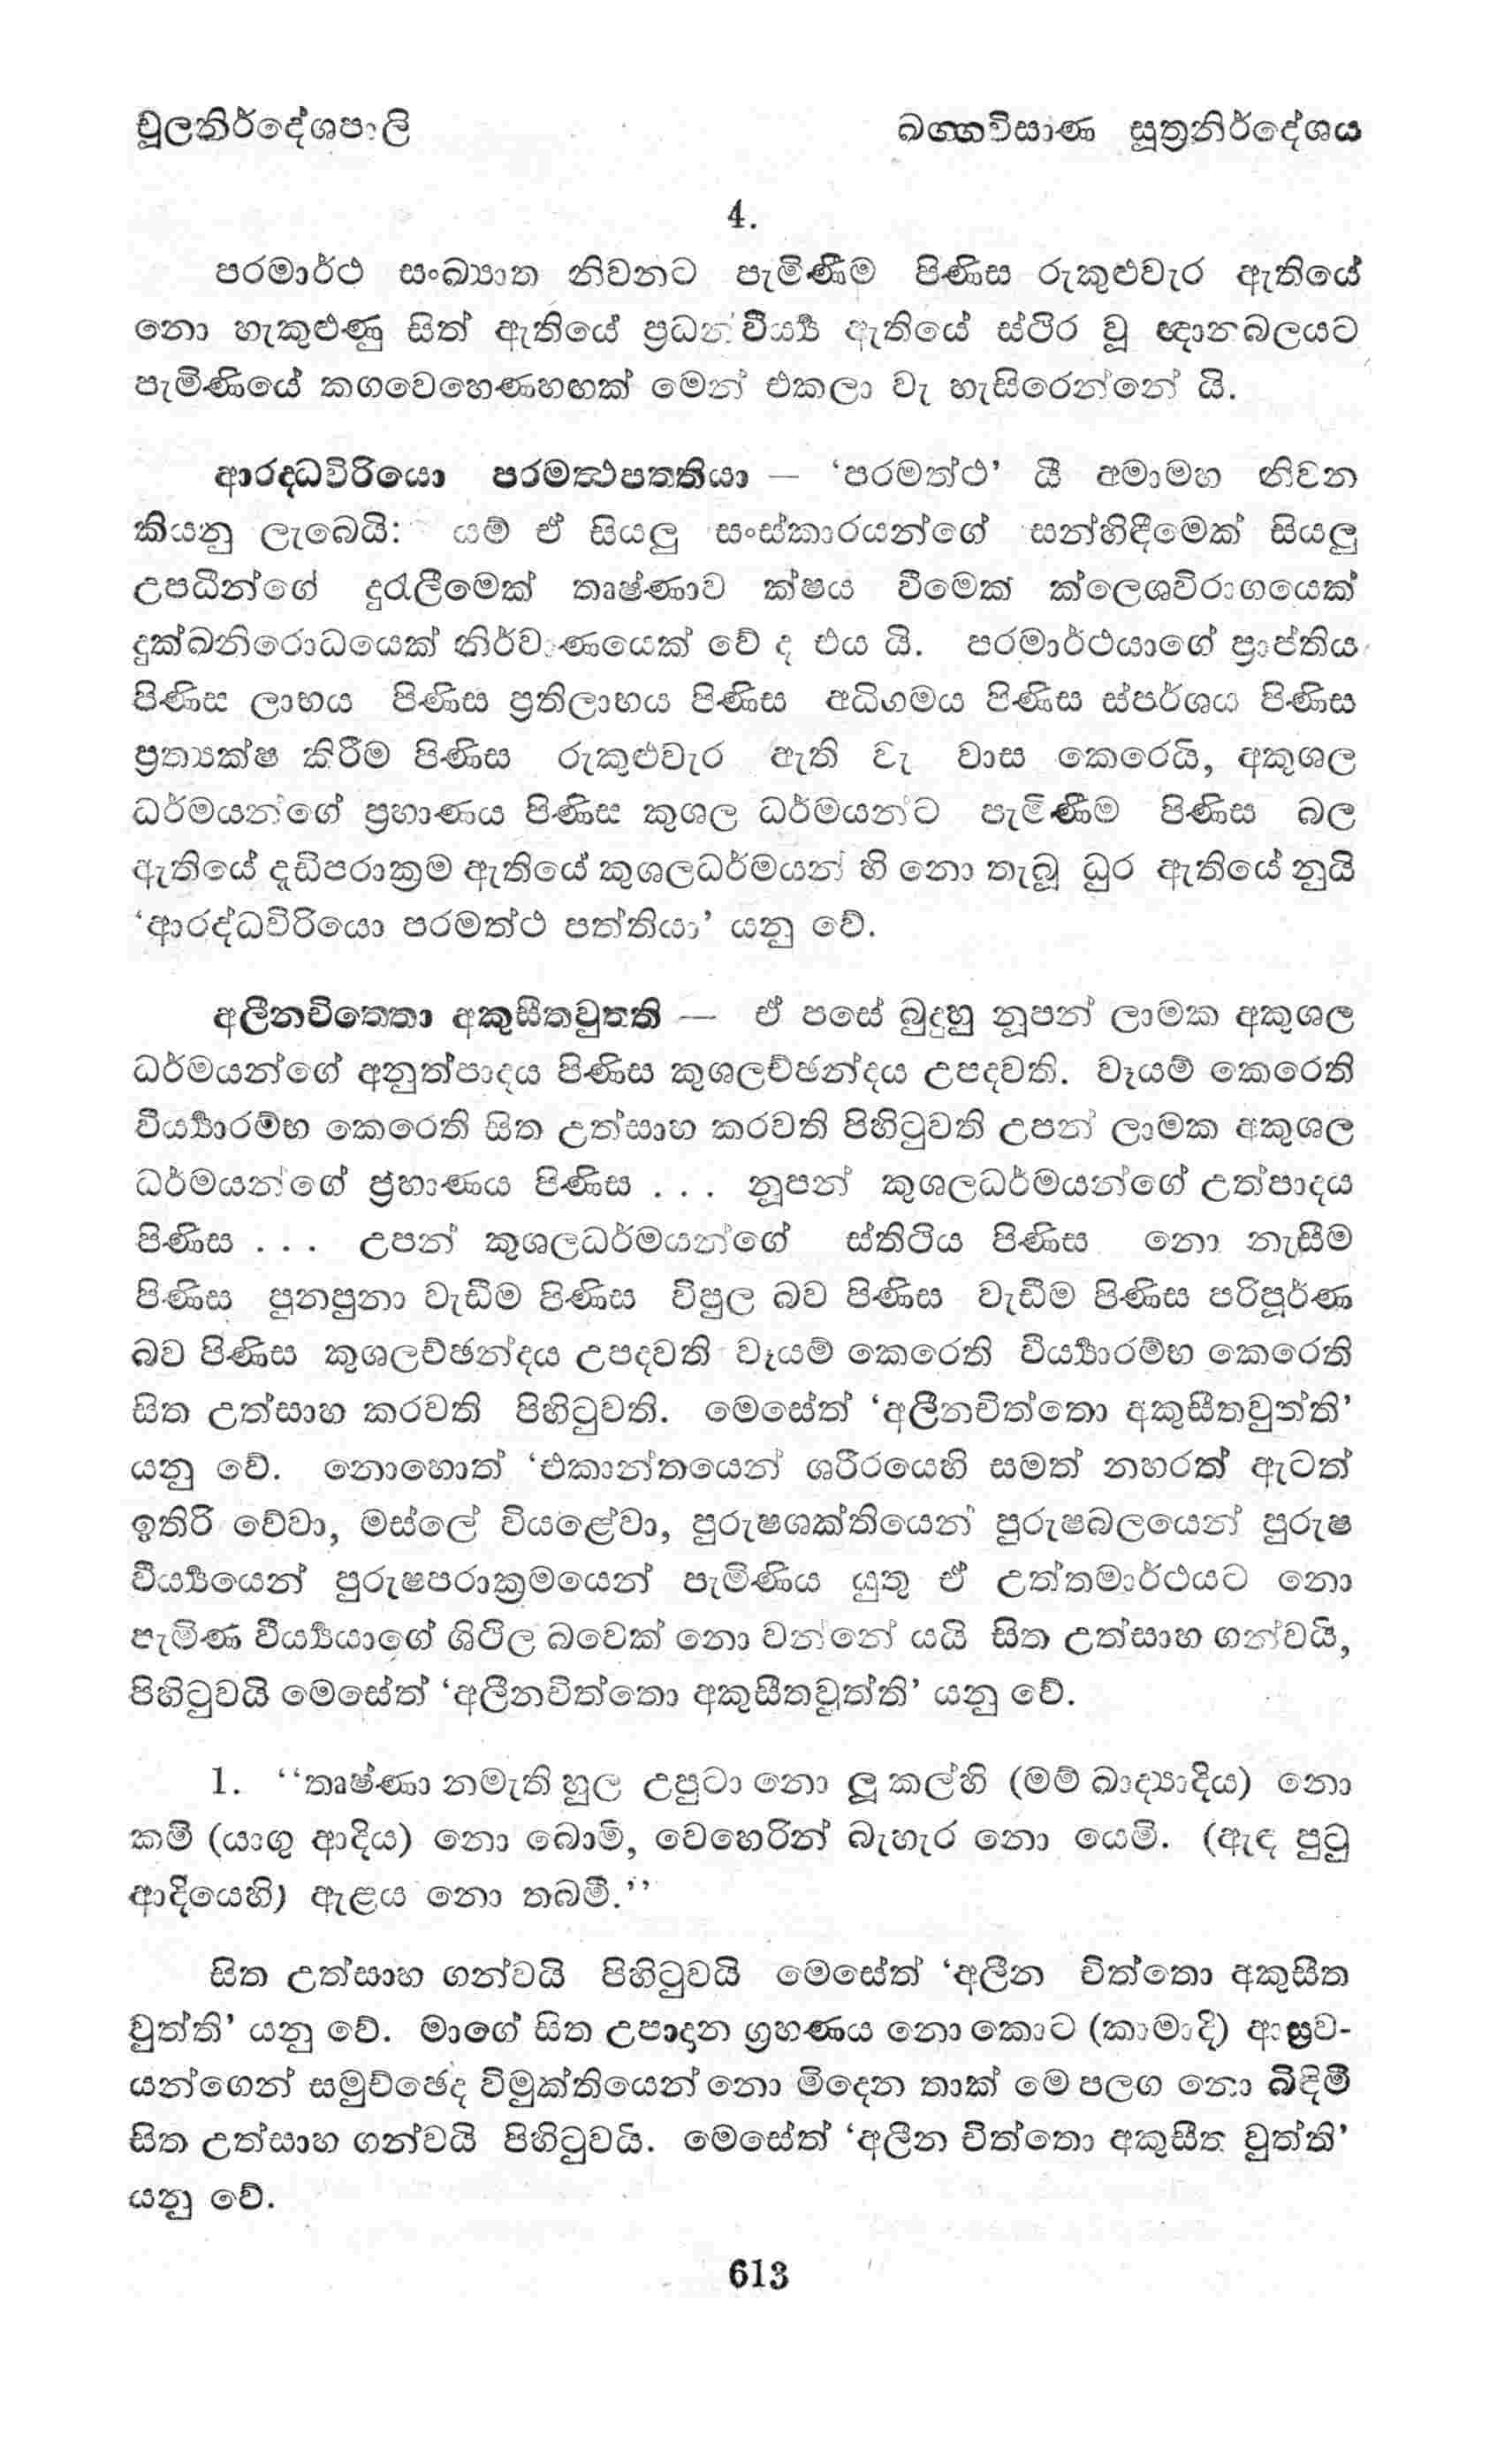 චූලනිර්දේශපාලි
ඛග්ගවිසාණ සූත්‍රනිර්දේශය
4.
පරමාර්ථ සංඛ්‍යාත නිවනට පැමිණීම පිණිස රුකුළුවැර ඇතියේ
නො හැකුළුණු සිත් ඇතියේ ප්‍රධන් වීර්‍ය්‍ය ඇතියේ ස්ථිර වූ ඥානබලයට
පැමිණියේ කගවෙහෙණහඟක් මෙන් එකලා වැ හැසිරෙන්නේ යි.
ආරද්ධවිරියො පරමත්ථපත්තියා — ‘පරමත්ථ’ යී අමාමහ නිවන
කියනු ලැබෙයි: යම් ඒ සියලු සංස්කාරයන්ගේ සන්හිඳීමෙක් සියලු
උපධීන්ගේ දුරැලීමෙක් තෘෂ්ණාව ක්ෂය වීමෙක් ක්ලෙශවිරාගයෙක්
දුක්ඛනිරොධයෙක් නිර්වාණයෙක් වේ ද එය යි. පරමාර්ථයාගේ ප්‍රාප්තිය
පිණිස ලාභය පිණිස ප්‍රතිලාභය පිණිස අධිගමය පිණිස ස්පර්ශය පිණිස
ප්‍රත්‍යක්ෂ කිරීම පිණිස රුකුළුවැර ඇති වැ වාස කෙරෙයි, අකුශල
ධර්මයන්ගේ ප්‍රහාණය පිණිස කුශල ධර්මයන්ට පැමිණීම පිණිස බල
ඇතියේ දැඩිපරාක්‍රම ඇතියේ කුශලධර්මයන් හි නො තැබූ ධුර ඇතියේ නුයි
‘ආරද්ධවිරියො පරමත්ථ පත්තියා’ යනු වේ.
අලීනචිත්තො අකුසීතවුත්ති — ඒ පසේ බුදුහු නූපන් ලාමක අකුශල
ධර්මයන්ගේ අනුත්පාදය පිණිස කුශලච්ඡන්දය උපදවති. වෑයම් කෙරෙති
වීර්‍ය්‍යාරම්භ කෙරෙති සිත උත්සාහ කරවති පිහිටුවති උපන් ලාමක අකුශල
ධර්මයන්ගේ ප්‍රහාණය පිණිස . . . නූපන් කුශලධර්මයන්ගේ උත්පාදය
පිණිස . . . උපන් කුශලධර්මයන්ගේ ස්තිථිය පිණිස නො නැසීම
පිණිස පුනපුනා වැඩීම පිණිස විපුල බව පිණිස වැඩීම පිණිස පරිපූර්ණ
බව පිණිස කුශලච්ඡන්දය උපදවති වෑයම් කෙරෙති වීර්‍ය්‍යාරම්භ කෙරෙති
සිත උත්සාහ කරවති පිහිටුවති. මෙසේත් ‘අලීනචිත්තො අකුසීතවුත්ති’
යනු වේ. නොහොත් ‘එකාන්තයෙන් ශරීරයෙහි සමත් නහරත් ඇටත්
ඉතිරි වේවා, මස්ලේ වියළේවා, පුරුෂශක්තියෙන් පුරුෂබලයෙන් පුරුෂ
වීර්‍ය්‍යයෙන් පුරුෂපරාක්‍රමයෙන් පැමිණිය යුතු ඒ උත්තමාර්ථයට නො
පැමිණ වීර්‍ය්‍යයාගේ ශිථිල බවෙක් නො වන්නේ යයි සිත උත්සාහ ගන්වයි,
පිහිටුවයි මෙසේත් ‘අලීනචිත්තො අකුසීතවුත්ති’ යනු වේ.
1. ‘‘තෘෂ්ණා නමැති හුල උපුටා නො ලූ කල්හි (මම් ඛාද්‍යාදිය) නො
කමි (යාගු ආදිය) නො බොමි, වෙහෙරින් බැහැර නො යෙමි. (ඇඳ පුටු
ආදියෙහි) ඇළය නො තබමි.’’
සිත උත්සාහ ගන්වයි පිහිටුවයි මෙසේත් ‘අලීන චිත්තො අකුසීත
වුත්ති’ යනු වේ. මාගේ සිත උපාදාන ග්‍රහණය නො කොට (කාමාදි) ආස්‍රව-
යන්ගෙන් සමුච්ඡෙද විමුක්තියෙන් නො මිදෙන තාක් මෙ පලග නො බිඳිමි
සිත උත්සාහ ගන්වයි පිහිටුවයි. මෙසේත් ‘අලීන චිත්තො අකුසීත වුත්ති’
යනු වේ.
613